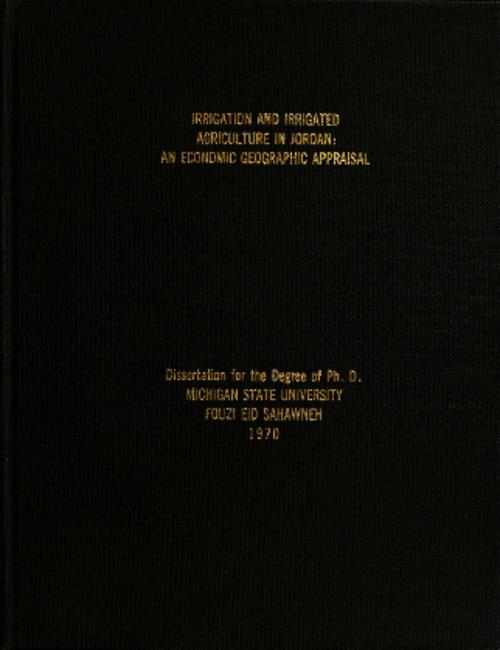 IRRIGATION AND IRRIGATED
AGRICULTURE IN JORDAN:
AN ECONOMIC GEOGRAPHIC APPRAISAL
Dissertation for the Degree of Ph. D.
MICHIGAN STATE UNIVERSITY
FOUZI EID SAHAWNEH
1970